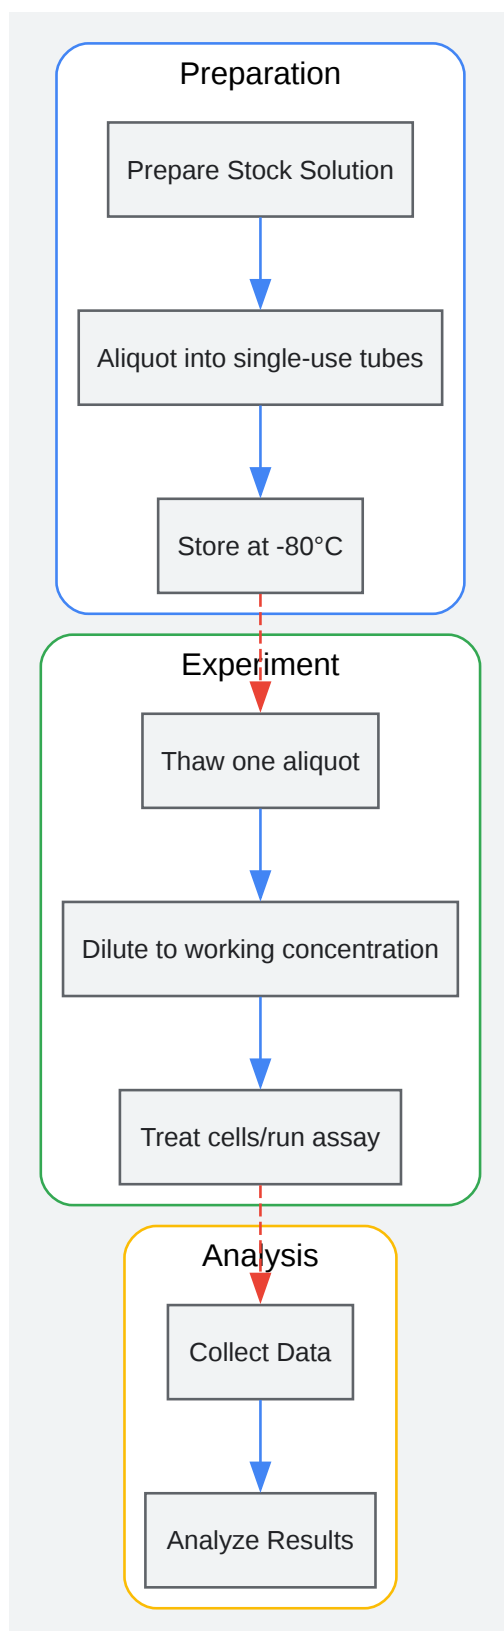 Preparation
Prepare Stock Solution
Aliquot into single-use tubes
Store at -80°C
Experiment
Thaw one aliquot
Dilute to working concentration
Treat cells/run assay
Analysis
Collect Data
Analyze Results